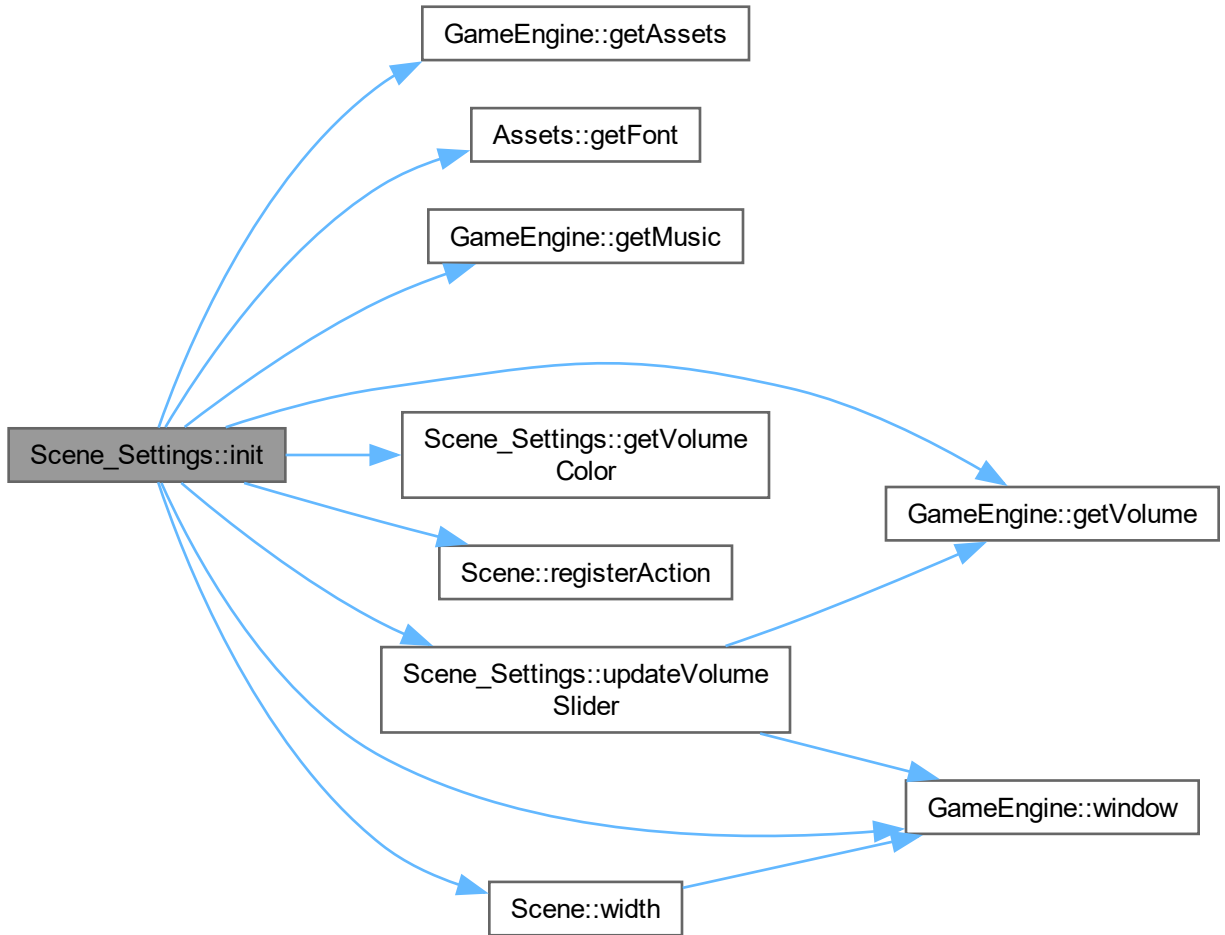 GameEngine::getAssets
Assets::getFont
GameEngine::getMusic
Scene_Settings::init
Scene_Settings::getVolume
Color
GameEngine::getVolume
Scene::registerAction
Scene_Settings::updateVolume
Slider
GameEngine::window
Scene::width